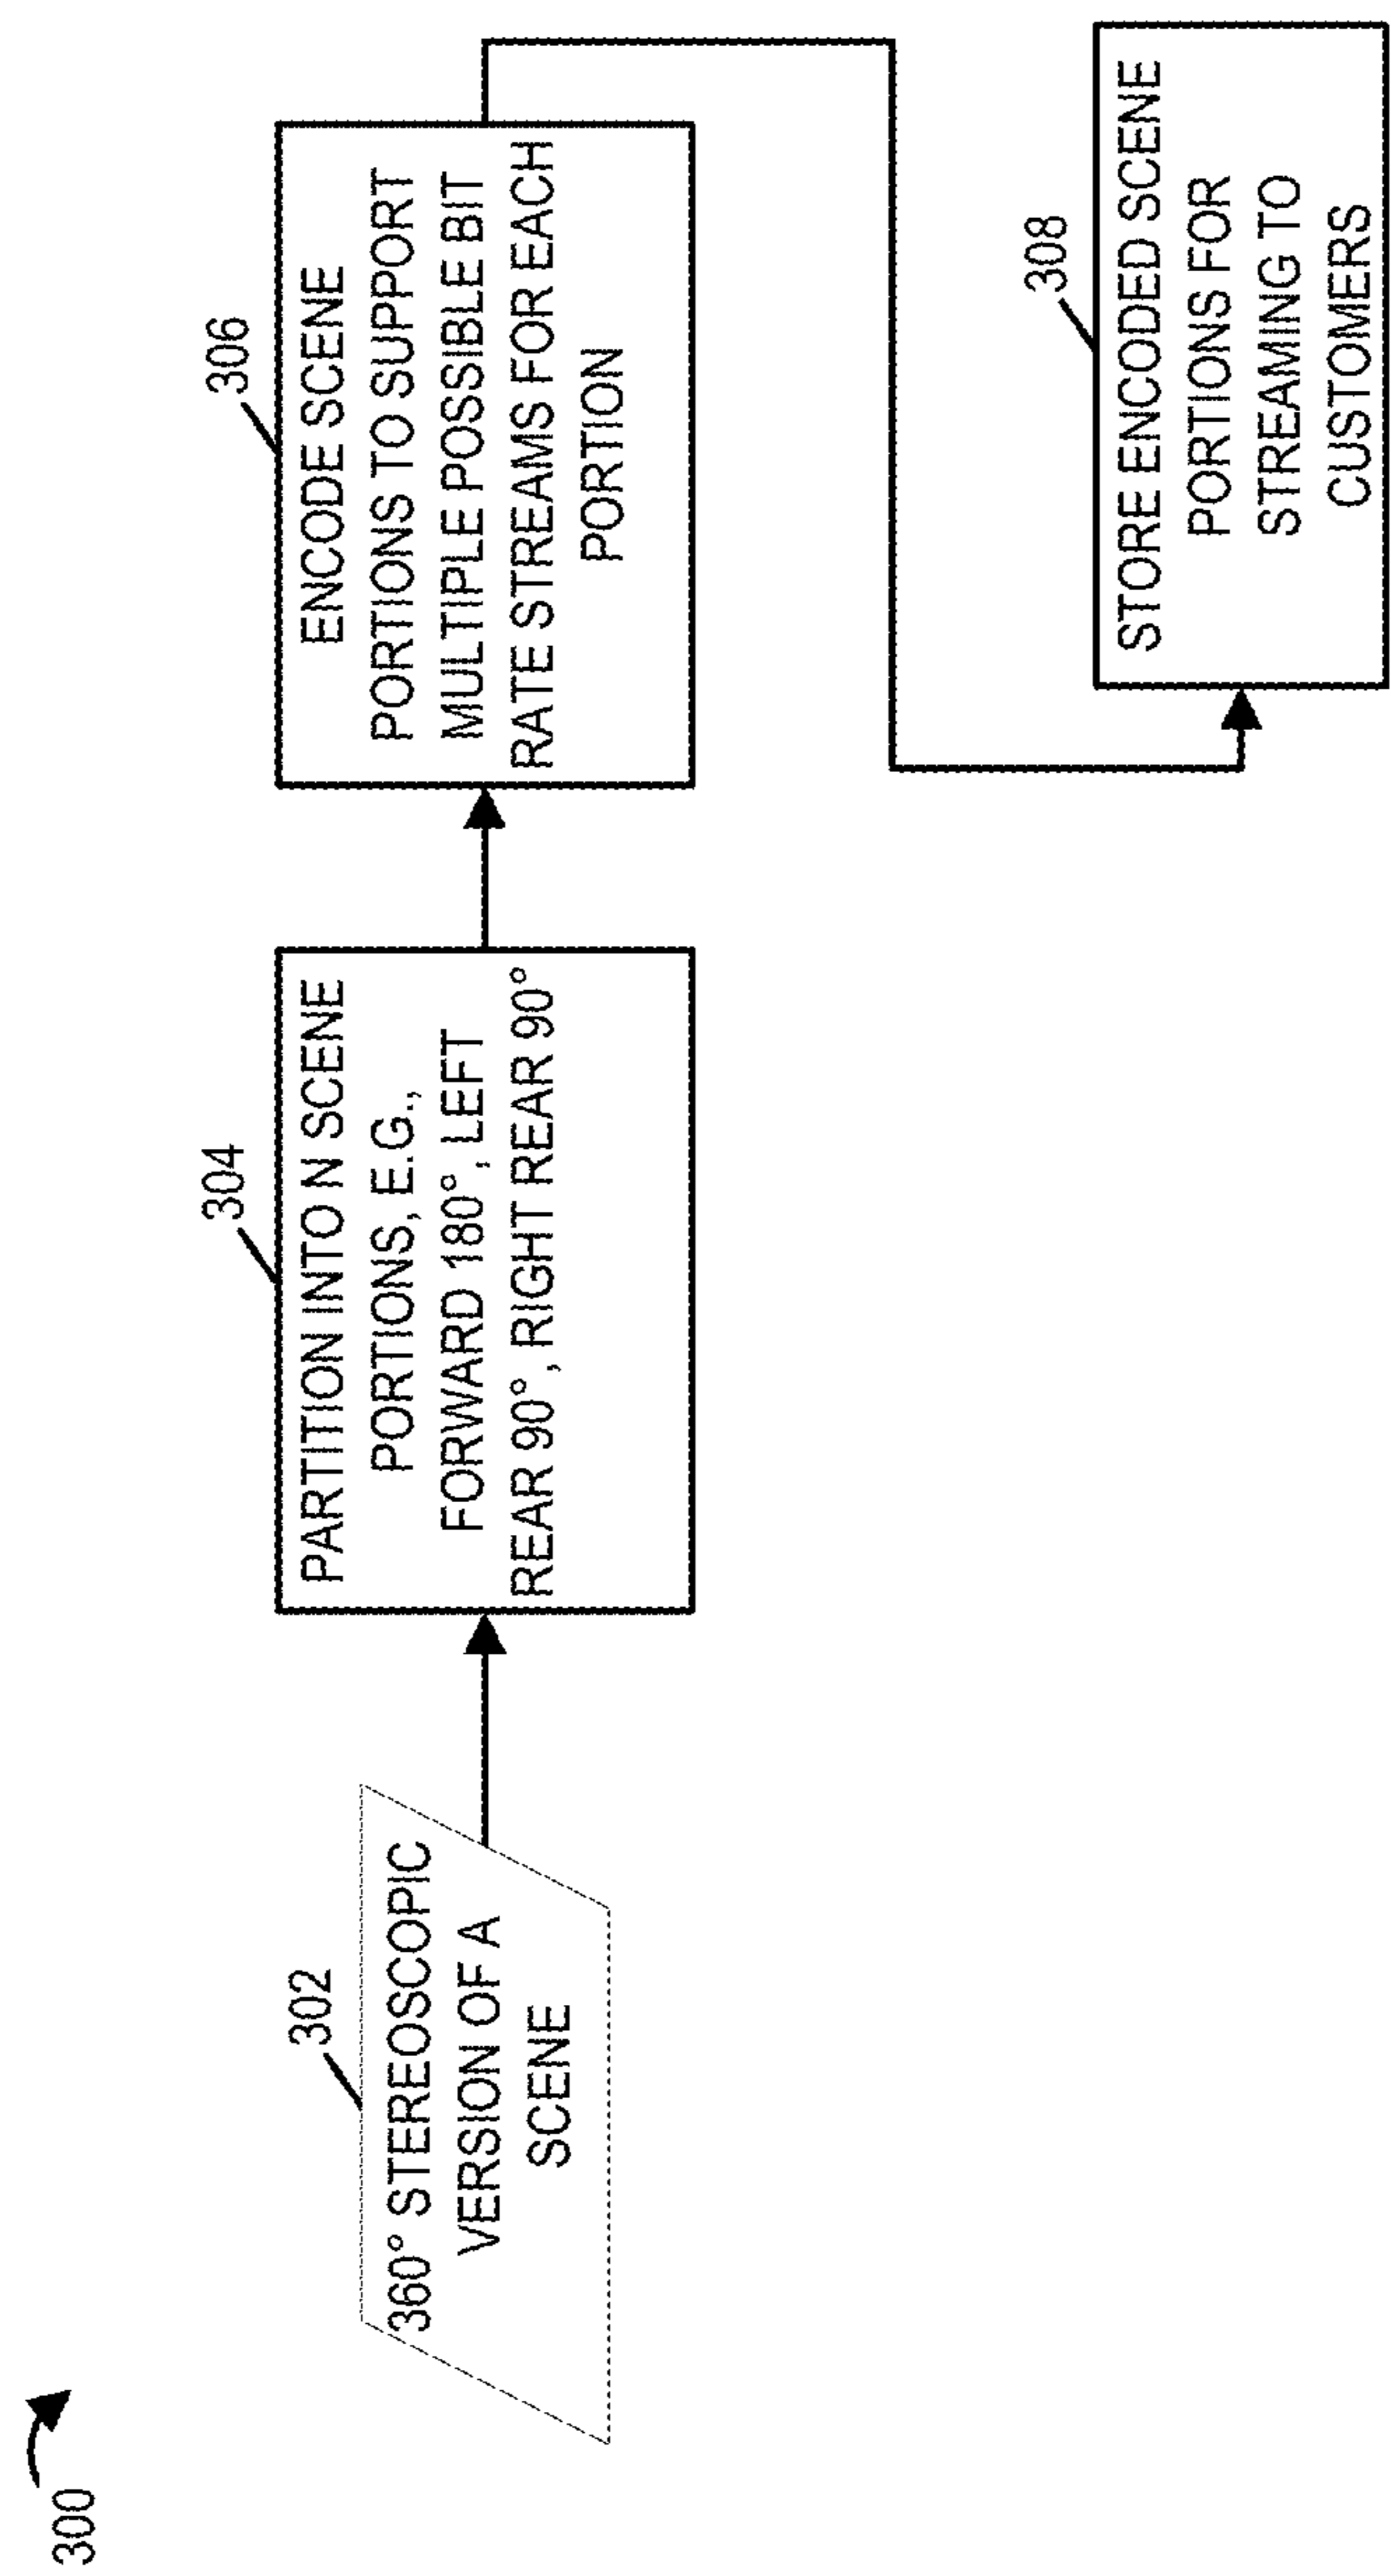 300
302
360° STEREOSCOPIC
VERSION OF A
SCENE
304
PARTITION INTO N SCENE
PORTIONS, E.G.,
FORWARD 180°, LEFT
REAR 90°, RIGHT REAR 90°
306
ENCODE SCENE
PORTIONS TO SUPPORT
MULTIPLE POSSIBLE BIT
RATE STREAMS FOR EACH
PORTION
308
STORE ENCODED SCENE
PORTIONS FOR
STREAMING TO
CUSTOMERS